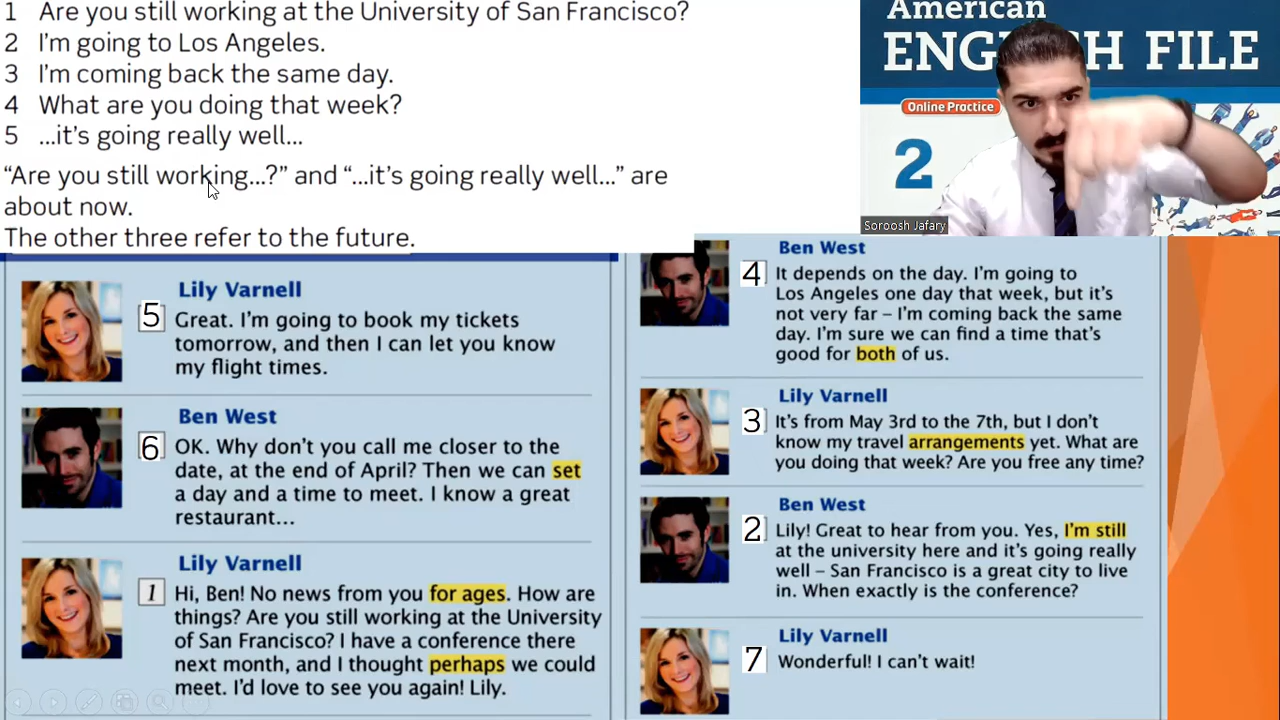 1 Are you still working at the University of San Francisco?
2 I'm going to Los Angeles.
3 I'm coming back the same day.
4 What are you doing that week?
5 ...it's going really well...
“Are you still working...?” and “...it's going really well...” are
about now.
The other three refer to the future.
American
ENGLISH FILE
Online Practice
2
Soroosh Jafary
Lily Varnell
5 Great. I'm going to book my tickets
tomorrow, and then I can let you know
my flight times.
Ben West
6 OK. Why don't you call me closer to the
date, at the end of April? Then we can set
a day and a time to meet. I know a great
restaurant...
Lily Varnell
1 Hi, Ben! No news from you for ages. How are
things? Are you still working at the University
of San Francisco? I have a conference there
next month, and I thought perhaps we could
meet. I'd love to see you again! Lily.
Ben West
4 It depends on the day. I'm going to
Los Angeles one day that week, but it's
not very far – I'm coming back the same
day. I'm sure we can find a time that's
good for both of us.
Lily Varnell
3 It's from May 3rd to the 7th, but I don't
know my travel arrangements yet. What are
you doing that week? Are you free any time?
Ben West
2 Lily! Great to hear from you. Yes, I'm still
at the university here and it's going really
well – San Francisco is a great city to live
in. When exactly is the conference?
Lily Varnell
7 Wonderful! I can't wait!